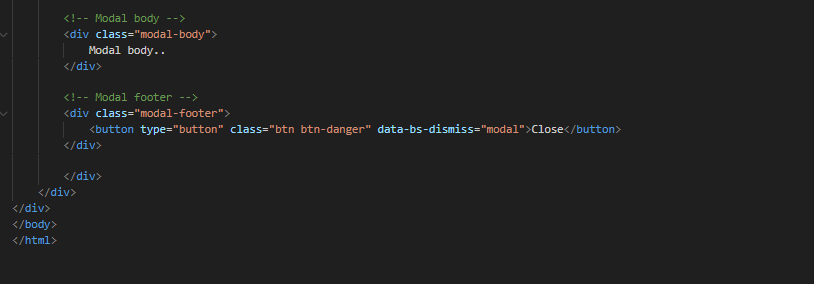 <!-- Modal body -->
<div class="modal-body">
Modal body..
</div>
<!-- Modal footer -->
<div class="modal-footer">
<button type="button" class="btn btn-danger" data-bs-dismiss="modal">Close</button>
</div>
</div>
</div>
</div>
</body>
</html>